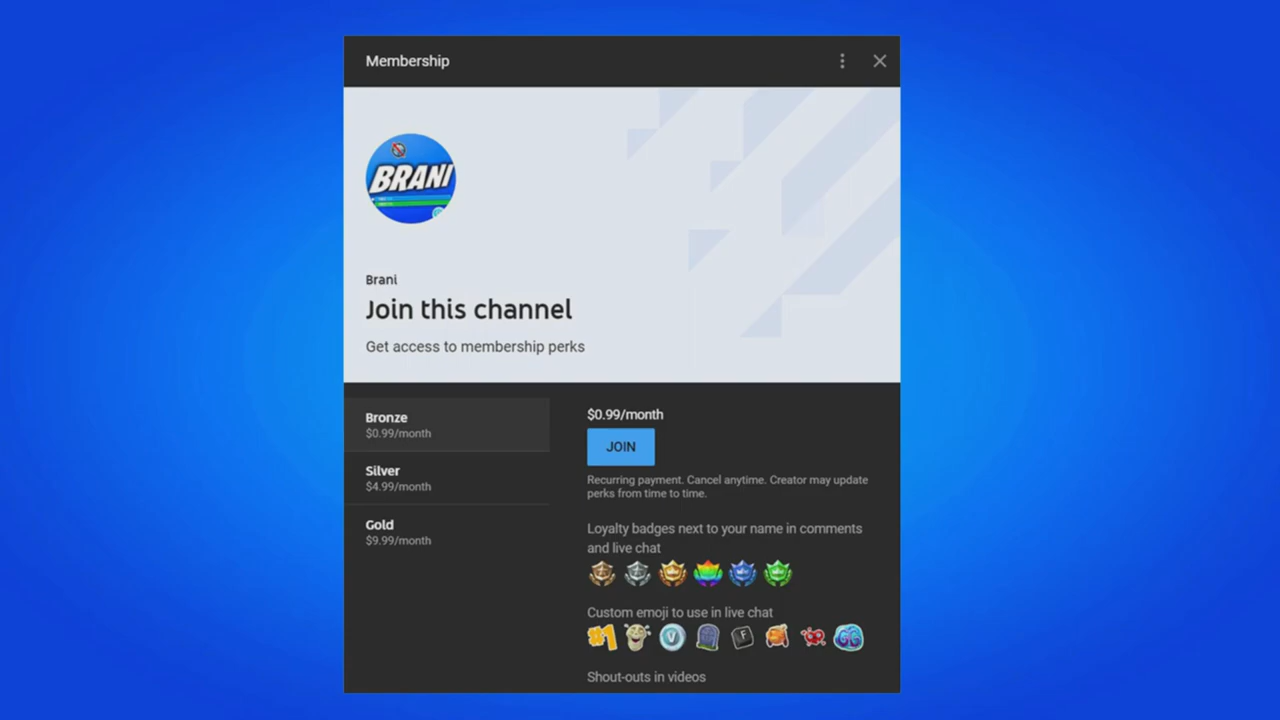 Membership
BRANI
Brani
Join this channel
Get access to membership perks
Bronze
$0.99/month
Silver
$4.99/month
Gold
$9.99/month
$0.99/month
JOIN
Recurring payment. Cancel anytime. Creator may update
perks from time to time.
Loyalty badges next to your name in comments
and live chat
Custom emoji to use in live chat
#1
V
F
GG
Shout-outs in videos